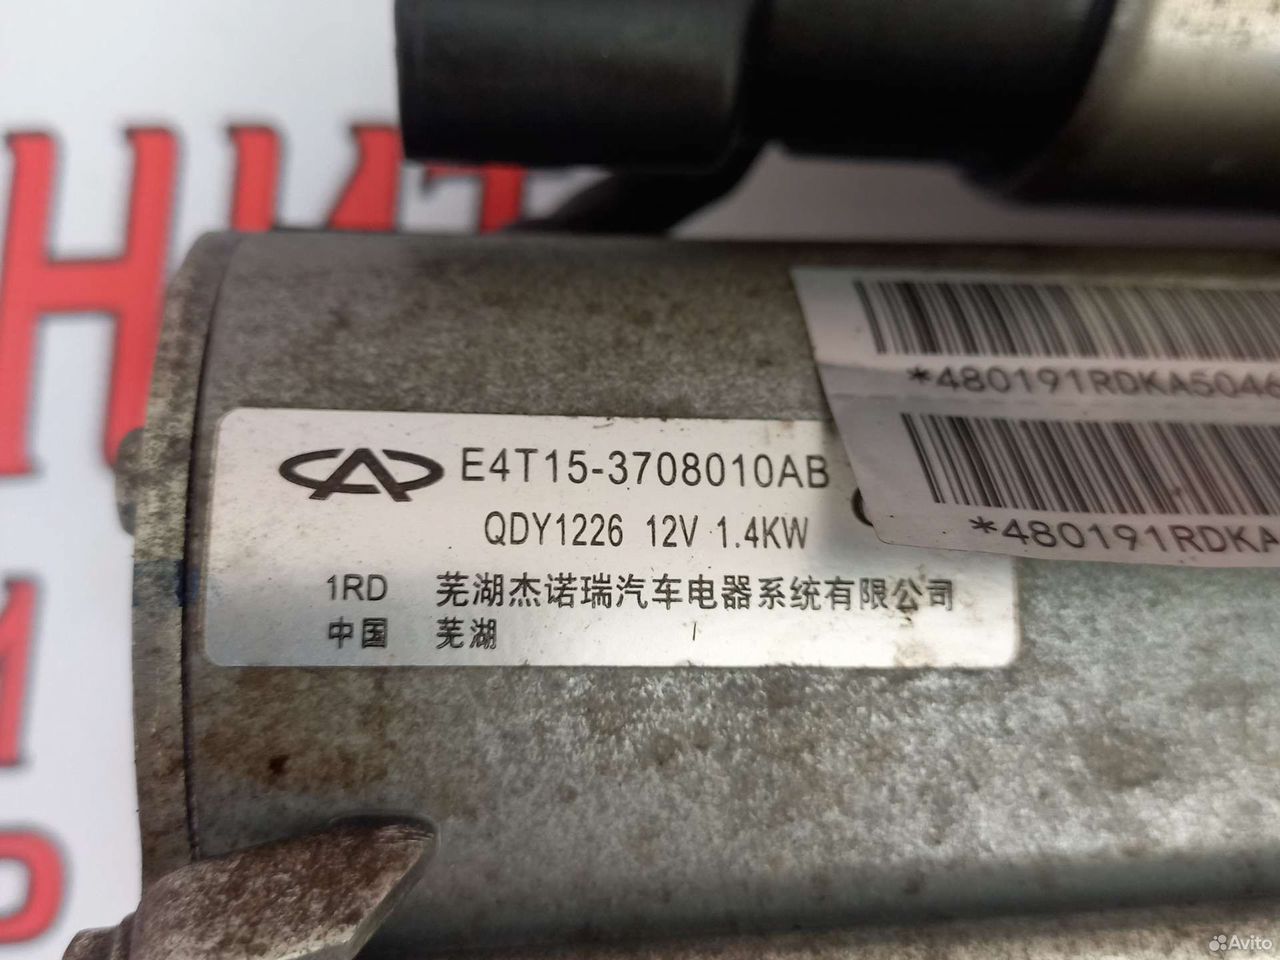 *480191RDKA5046
*480191RDKA
E4T15-3708010AB
QDY1226 12V 1.4KW
1RD 芜湖杰诺瑞汽车电器系统有限公司
中国 芜湖
Avito